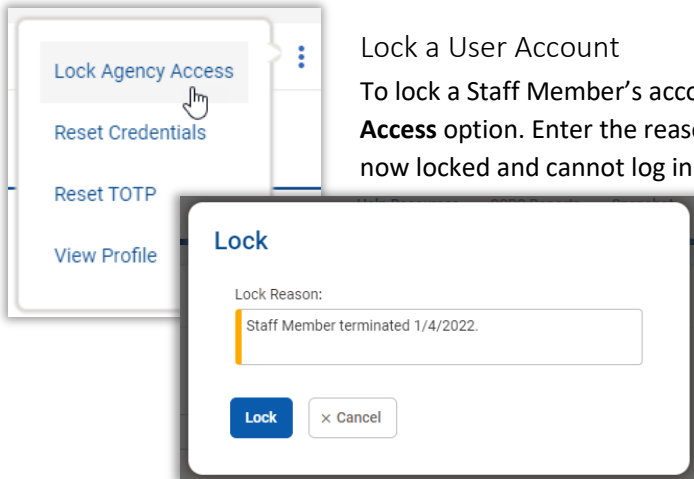 Lock Agency Access
Reset Credentials
Reset TOTP
View Profile
Lock a User Account
To lock a Staff Member's acco
Access option. Enter the reas
now locked and cannot log in
Lock
Lock Reason:
Staff Member terminated 1/4/2022.
Lock
× Cancel